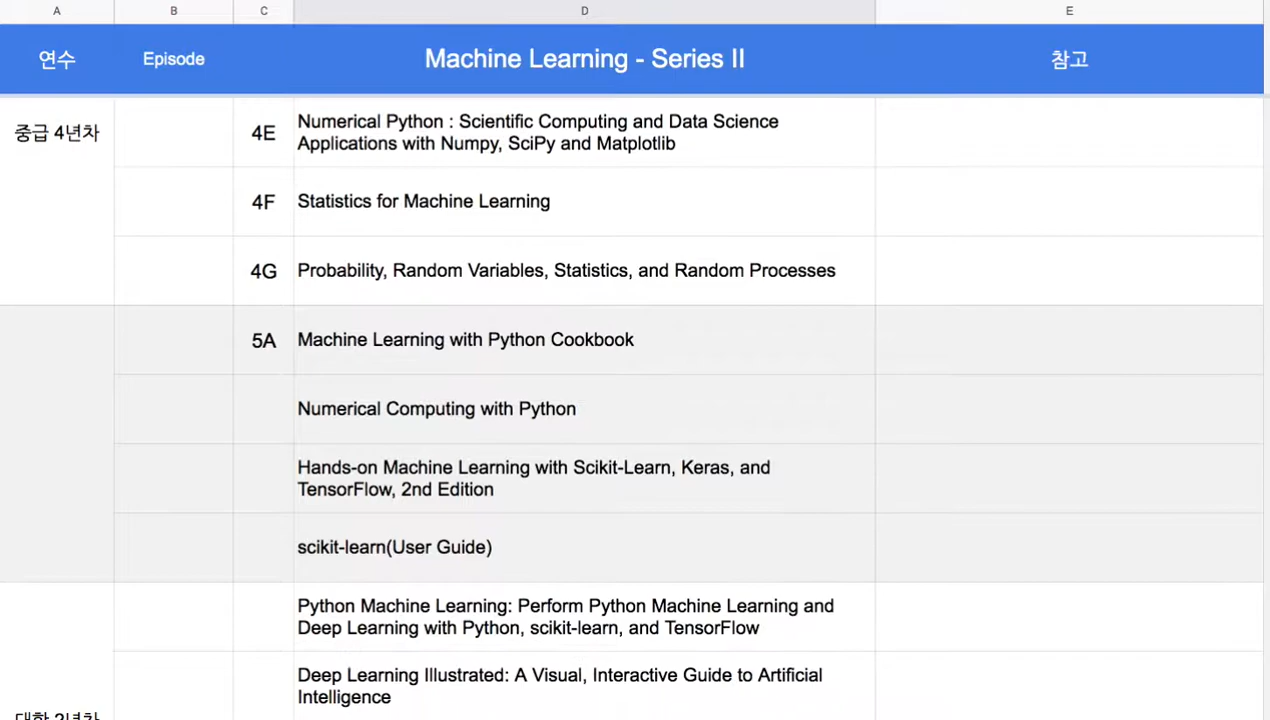 A B C D E
연수 Episode Machine Learning - Series II 참고
중급 4년차 4E Numerical Python : Scientific Computing and Data Science
Applications with Numpy, SciPy and Matplotlib
4F Statistics for Machine Learning
4G Probability, Random Variables, Statistics, and Random Processes
5A Machine Learning with Python Cookbook
Numerical Computing with Python
Hands-on Machine Learning with Scikit-Learn, Keras, and
TensorFlow, 2nd Edition
scikit-learn(User Guide)
Python Machine Learning: Perform Python Machine Learning and
Deep Learning with Python, scikit-learn, and TensorFlow
Deep Learning Illustrated: A Visual, Interactive Guide to Artificial
Intelligence